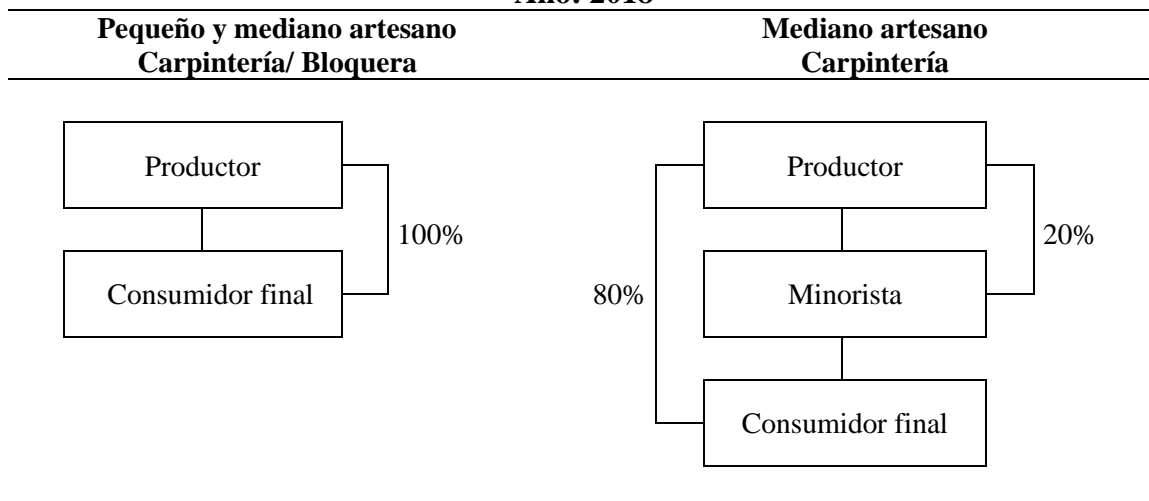 Pequeño y mediano artesano
Carpintería/ Bloquera
Mediano artesano
Carpintería
Productor
100%
Consumidor final
Productor
20%
80%
Minorista
Consumidor final